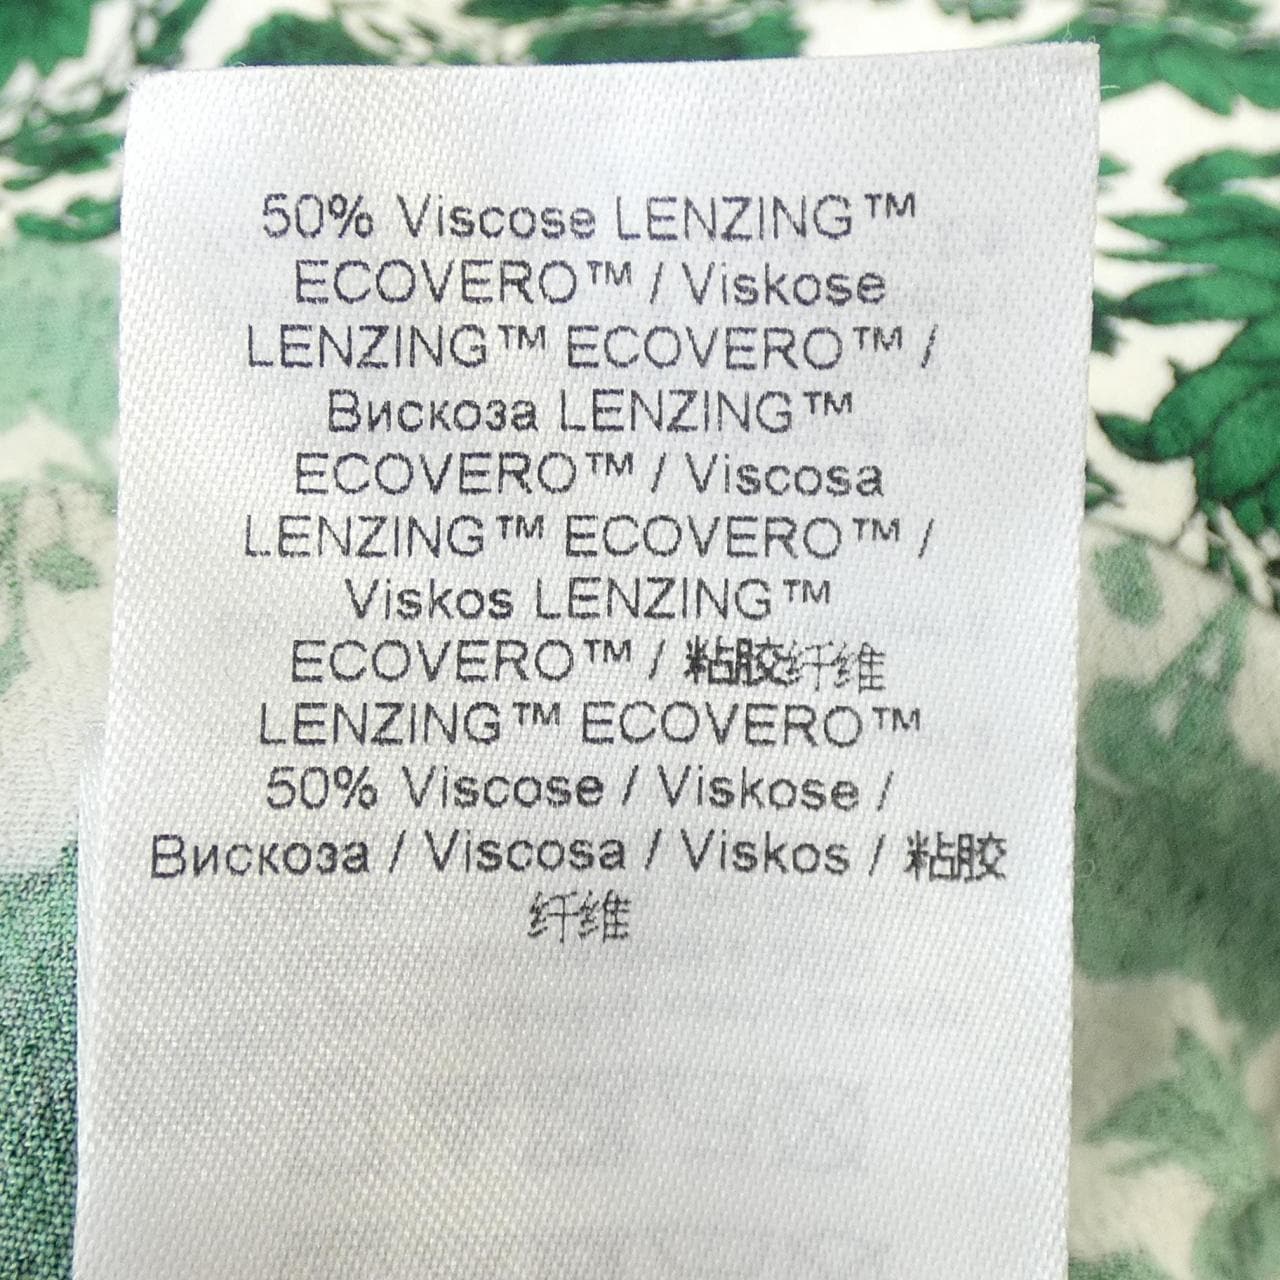 50% Viscose LENZING™
ECOVERO™ / Viskose
LENZING™ ECOVERO™ /
Вискоза LENZING™
ECOVERO™ / Viscosa
LENZING™ ECOVERO™ /
Viskos LENZING™
ECOVERO™ / 粘胶纤维
LENZING™ ECOVERO™
50% Viscose / Viskose /
Вискоза / Viscosa / Viskos / 粘胶
纤维